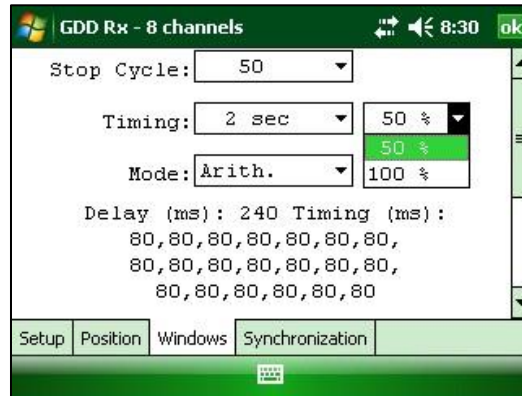 GDD Rx - 8 channels 8:30 ok
Stop Cycle: 50
Timing: 2 sec 50 %
50 %
Mode: Arith. 100 %
Delay (ms): 240 Timing (ms):
80,80,80,80,80,80,80,
80,80,80,80,80,80,80,
80,80,80,80,80,80
Setup Position Windows Synchronization